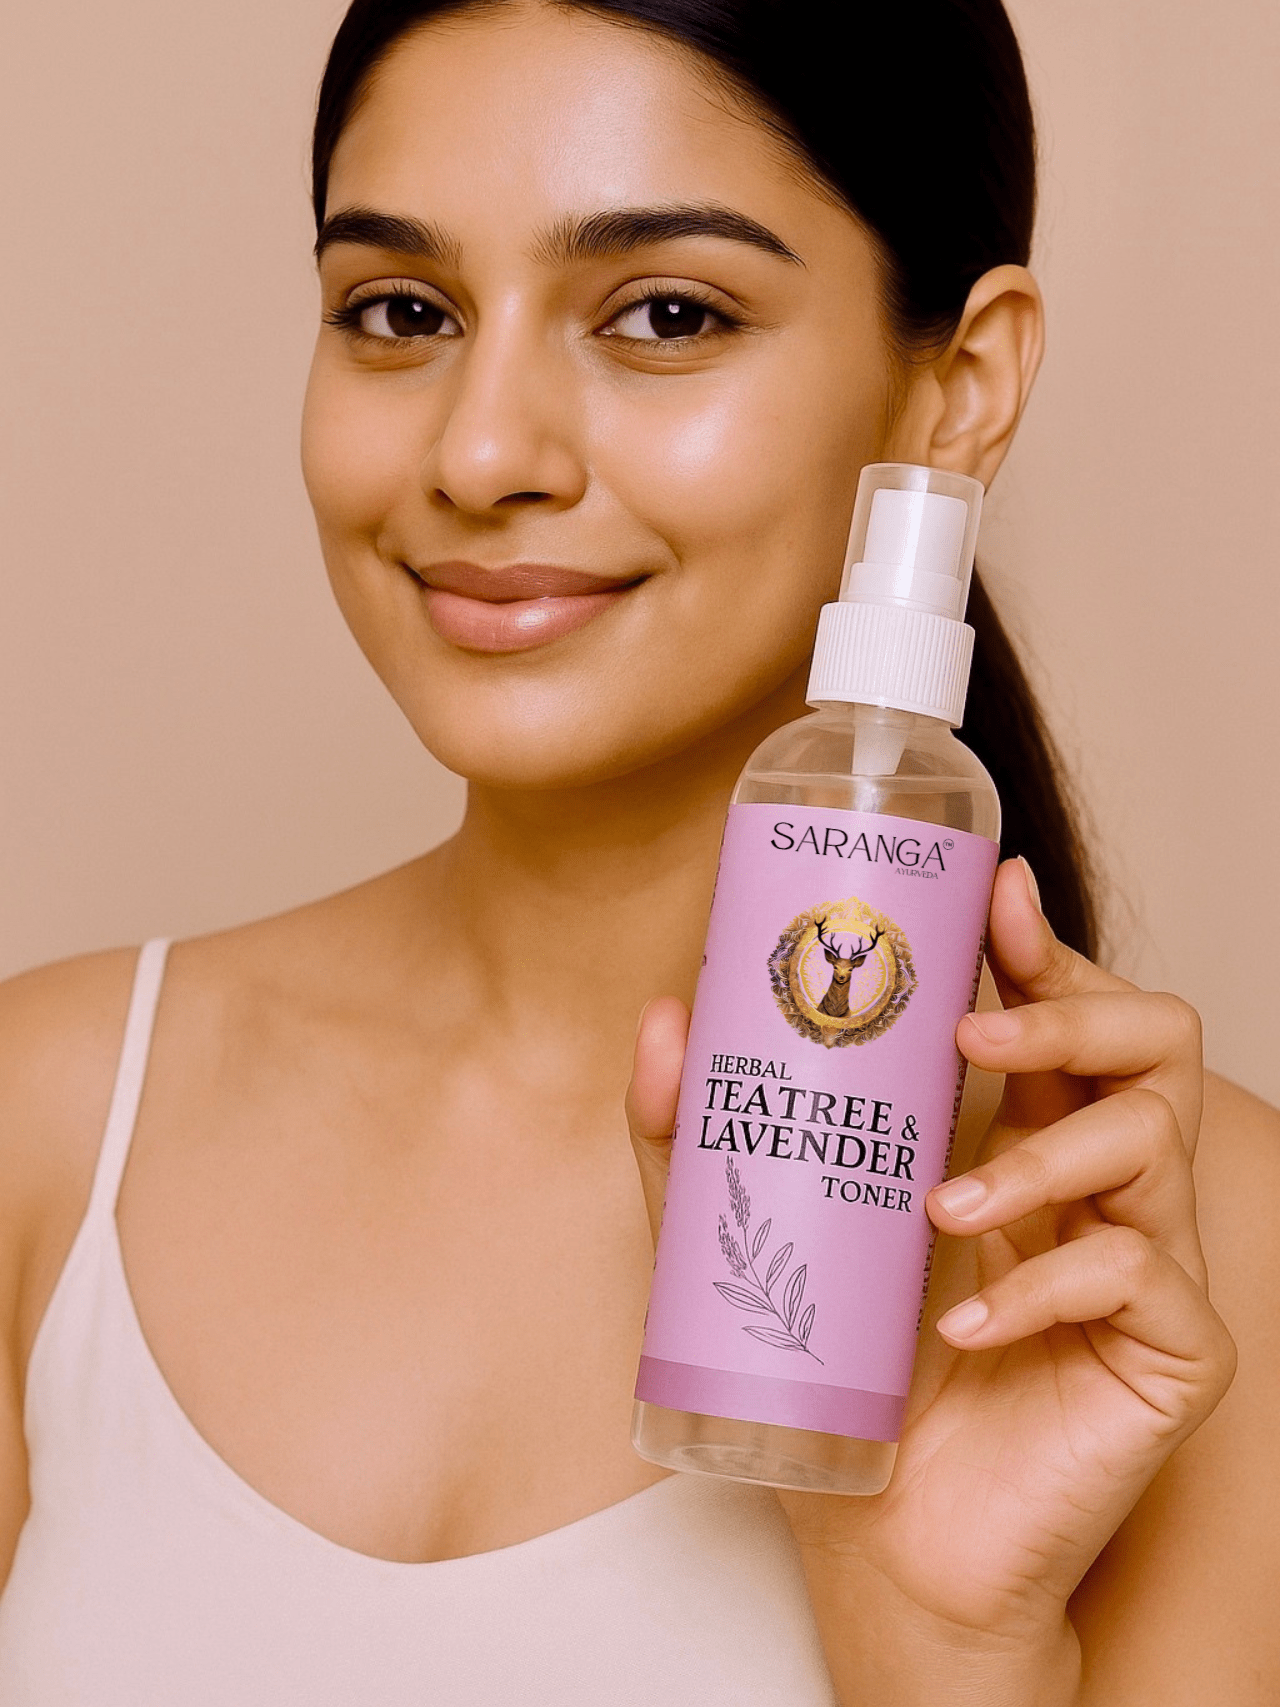 SARANGA™
AYURVEDA
HERBAL
TEA TREE &
LAVENDER
TONER